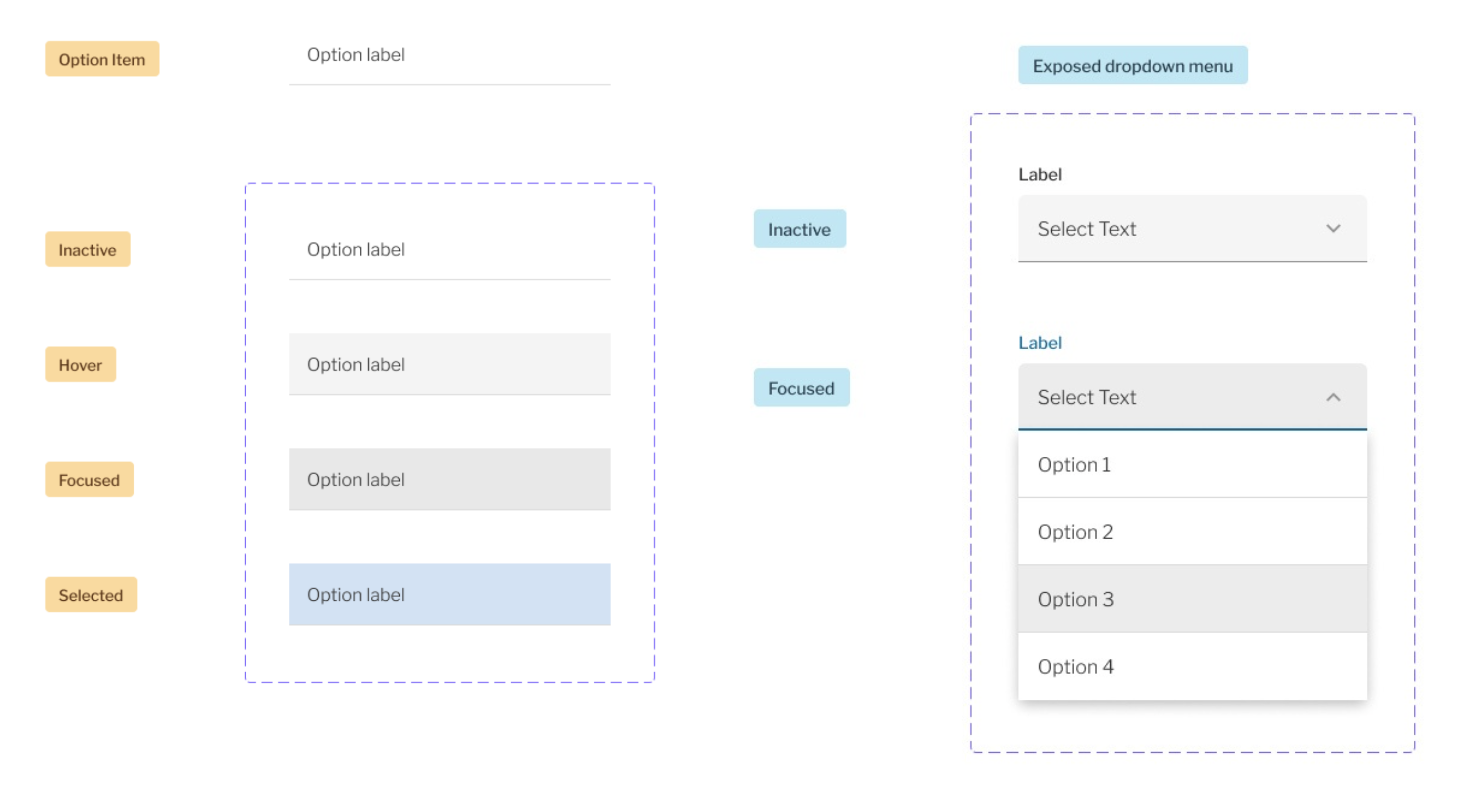 Option Item
Option label
Inactive
Option label
Hover
Option label
Focused
Option label
Selected
Option label
Exposed dropdown menu
Inactive
Label
Select Text
Focused
Label
Select Text
Option 1
Option 2
Option 3
Option 4